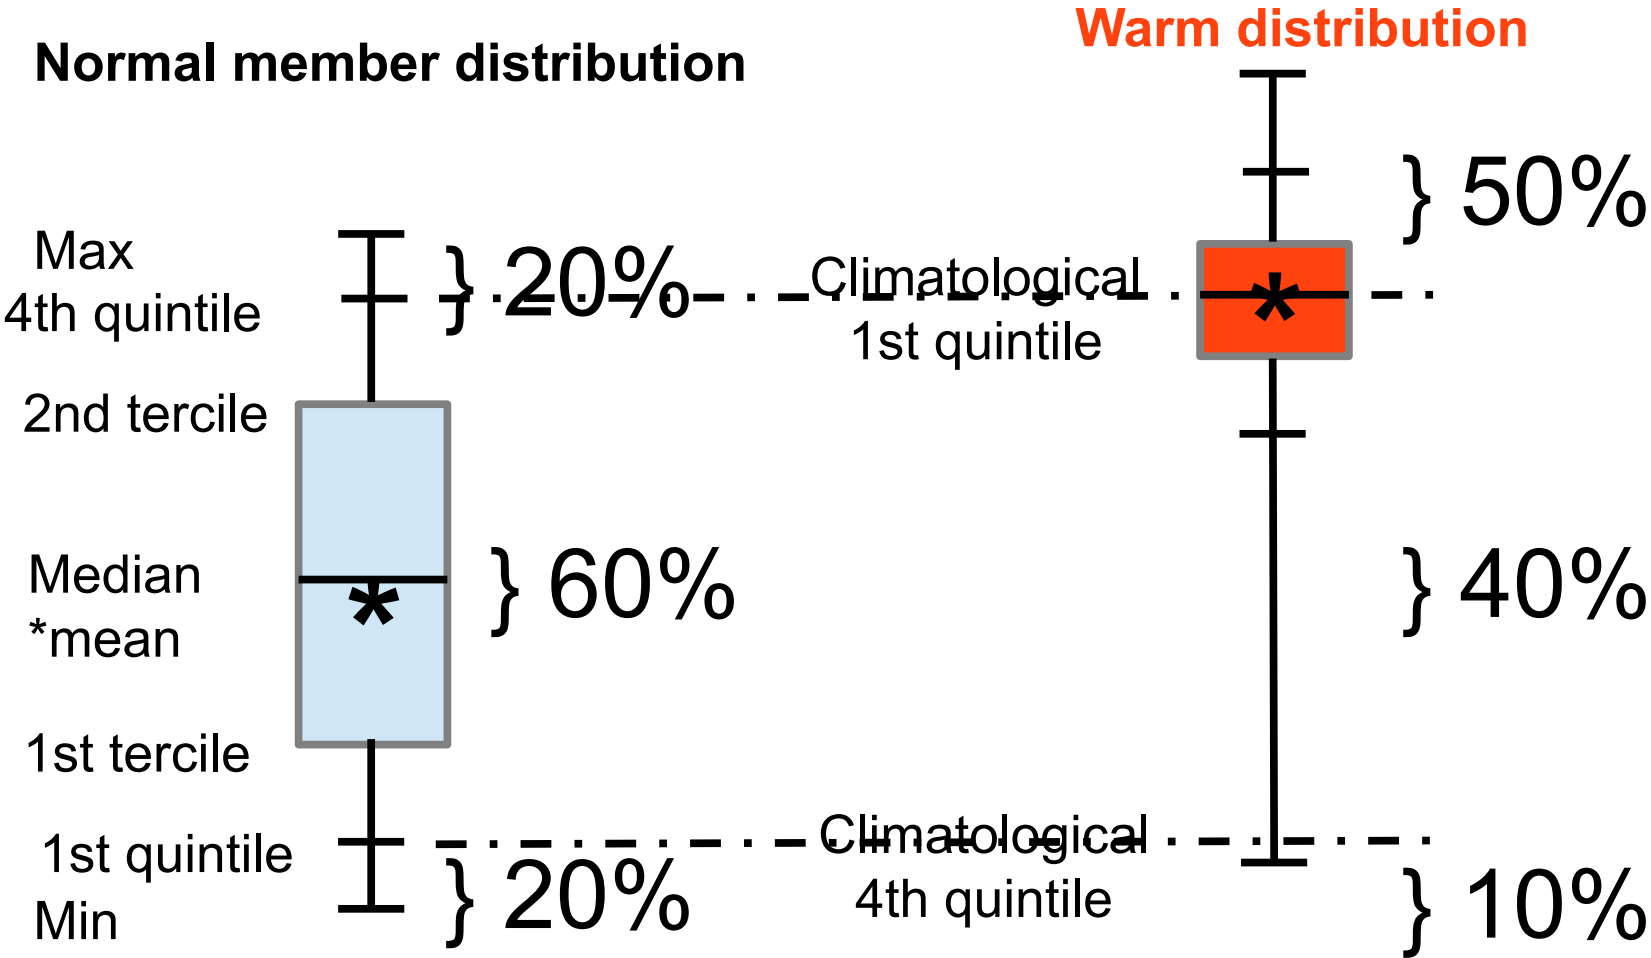 Normal member distribution
Warm distribution
Max
4th quintile
2nd tercile
Median
*mean
1st tercile
1st quintile
Min
} 20%
} 60%
} 20%
Climatological
1st quintile
Climatological
4th quintile
*
*
} 50%
} 40%
} 10%